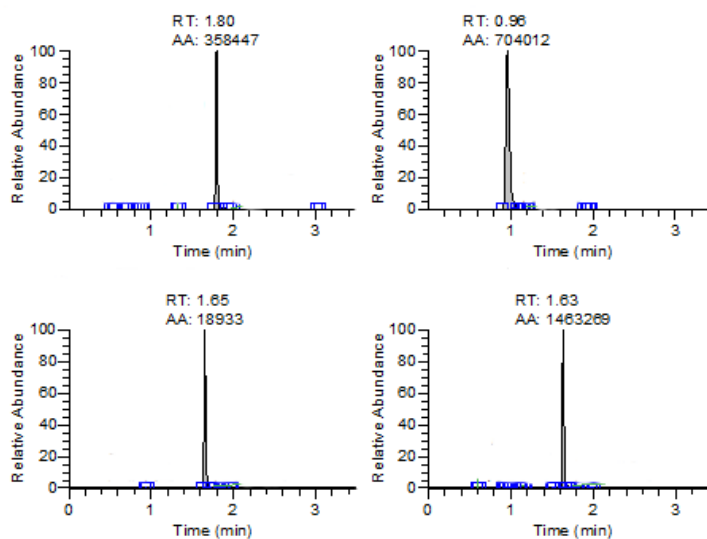 RT: 1.80
AA: 358447
100
80
60
40
20
0
Relative Abundance
1
2
3
Time (min)
RT: 0.96
AA: 704012
100
80
60
40
20
0
Relative Abundance
0
1
2
3
Time (min)
RT: 1.65
AA: 18933
100
80
60
40
20
0
Relative Abundance
0
1
2
3
Time (min)
RT: 1.63
AA: 1463269
100
80
60
40
20
0
Relative Abundance
0
1
2
3
Time (min)